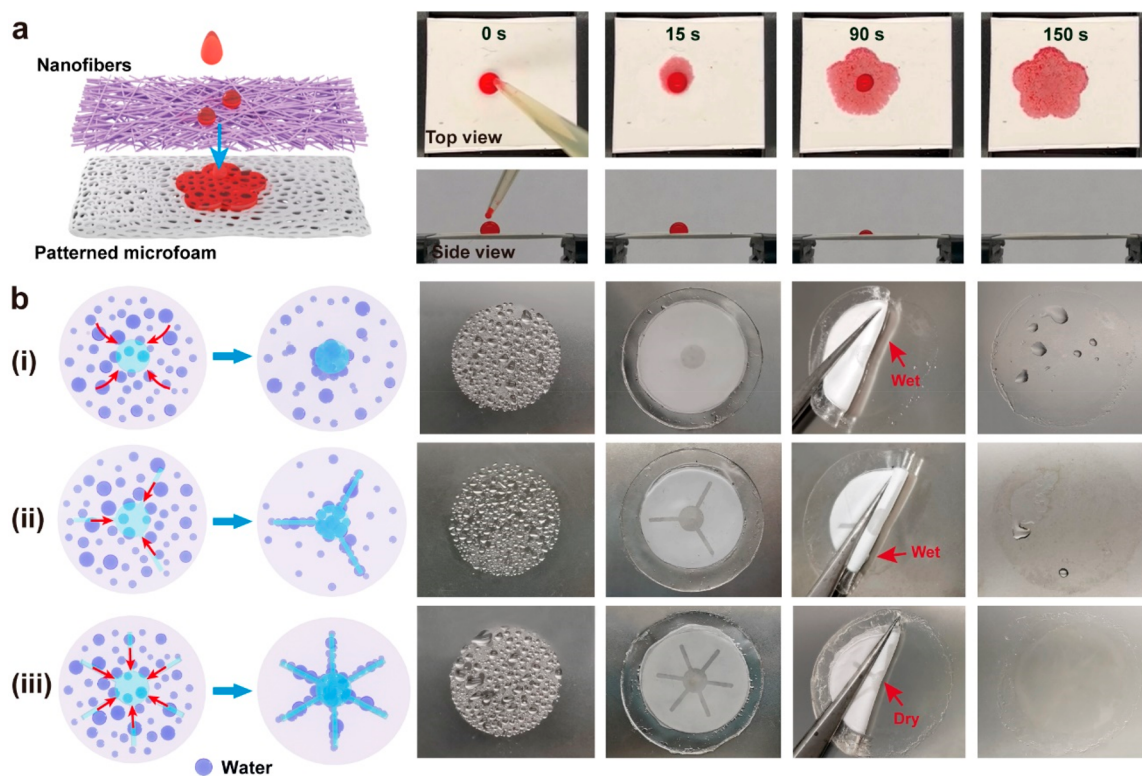 a
Nanofibers
Patterned microfoam
0 s
15 s
90 s
150 s
Top view
Side view
b
(i)
Wet
(ii)
Wet
(iii)
Dry
Water